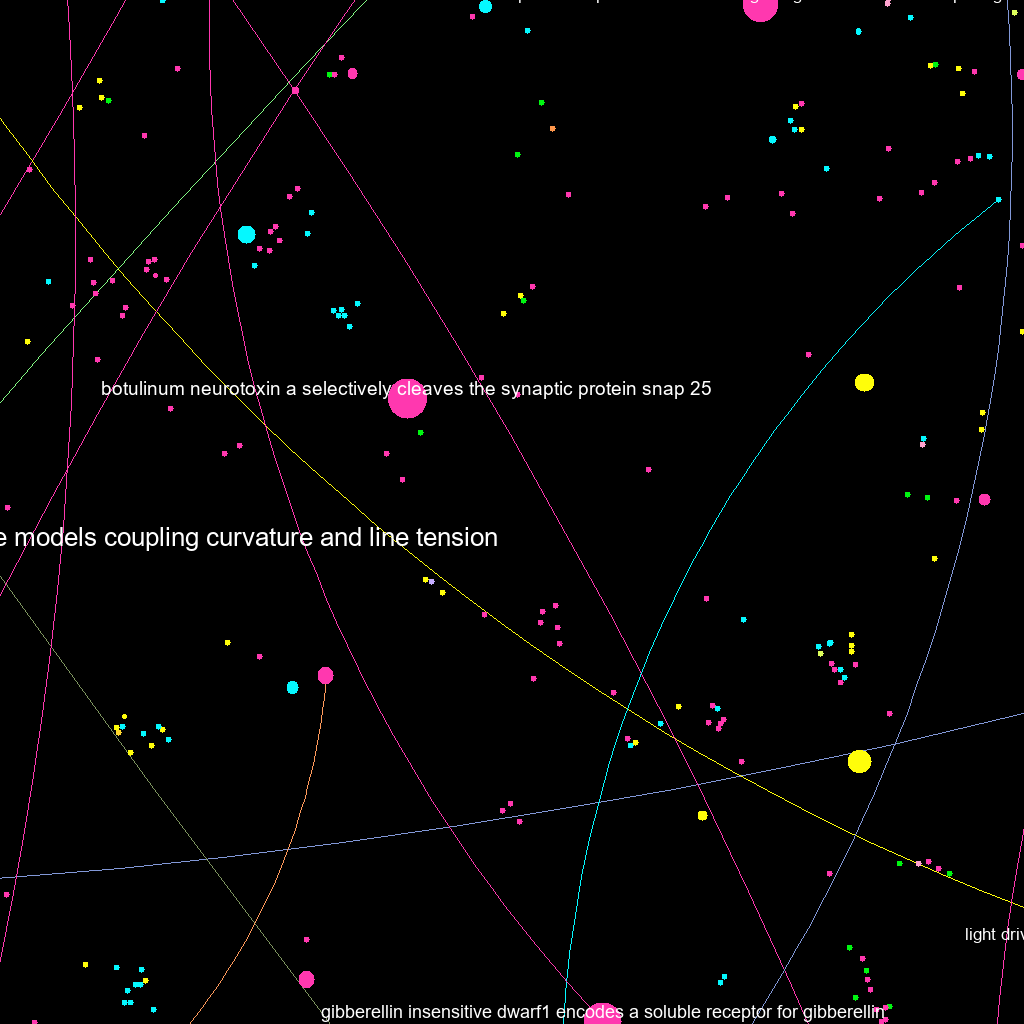 botulinum neurotoxin a selectively cleaves the synaptic protein snap 25
models coupling curvature and line tension
light
gibberellin insensitive dwarf1 encodes a soluble receptor for gibberellin